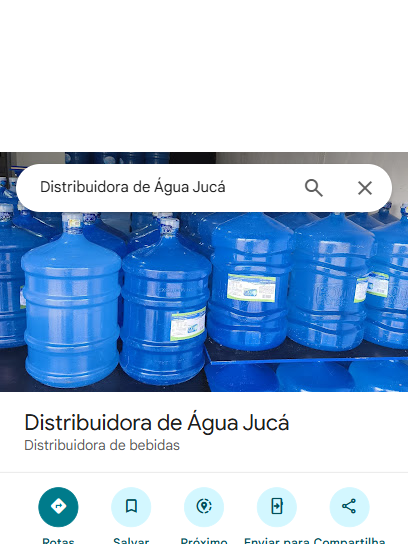 Distribuidora de Água Jucá
Distribuidora de Água Jucá
Distribuidora de bebidas
Rotas
Salvar
Próximo
Enviar para
Compartilha